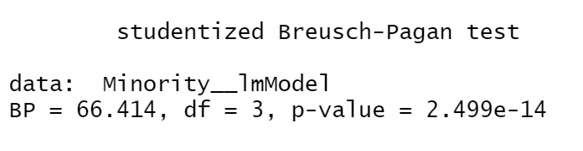 studentized Breusch-Pagan test
data:  Minority__lmModel
BP = 66.414, df = 3, p-value = 2.499e-14